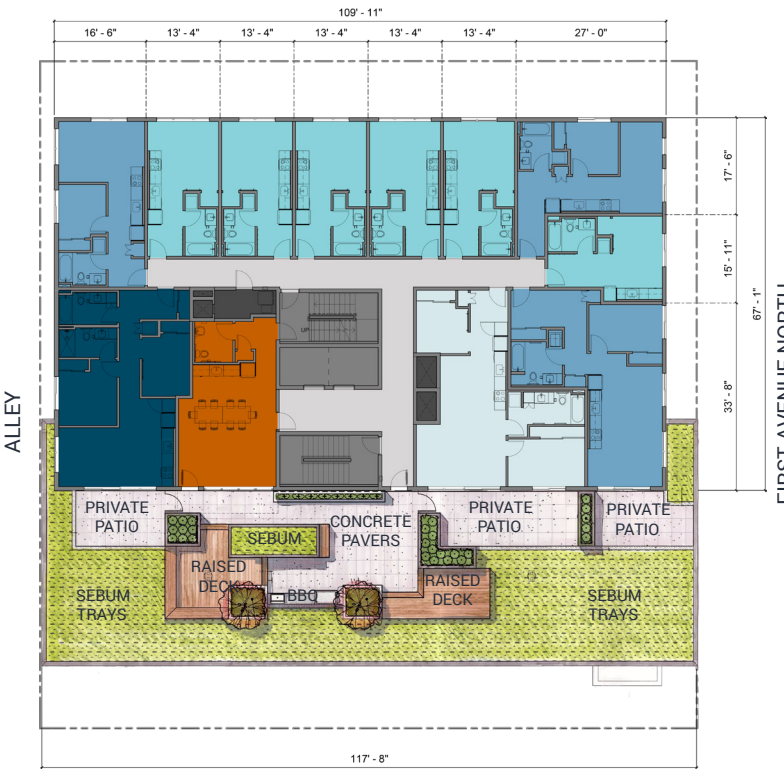 109' - 11"
16' - 6"
13' - 4"
13' - 4"
13' - 4"
13' - 4"
13' - 4"
27' - 0"
17' - 6"
15' - 11"
67' - 1"
33' - 8"
UP
ALLEY
FIRST AVENUE NORTH
PRIVATE
PATIO
CONCRETE
PAVERS
PRIVATE
PATIO
PRIVATE
PATIO
SEBUM
RAISED
DECK
BBQ
RAISED
DECK
SEBUM
TRAYS
SEBUM
TRAYS
117' - 8"